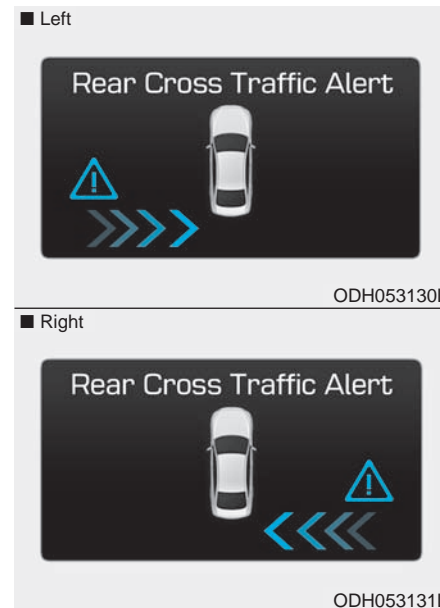 ■ Left
Rear Cross Traffic Alert
ODH053130
■ Right
Rear Cross Traffic Alert
ODH053131